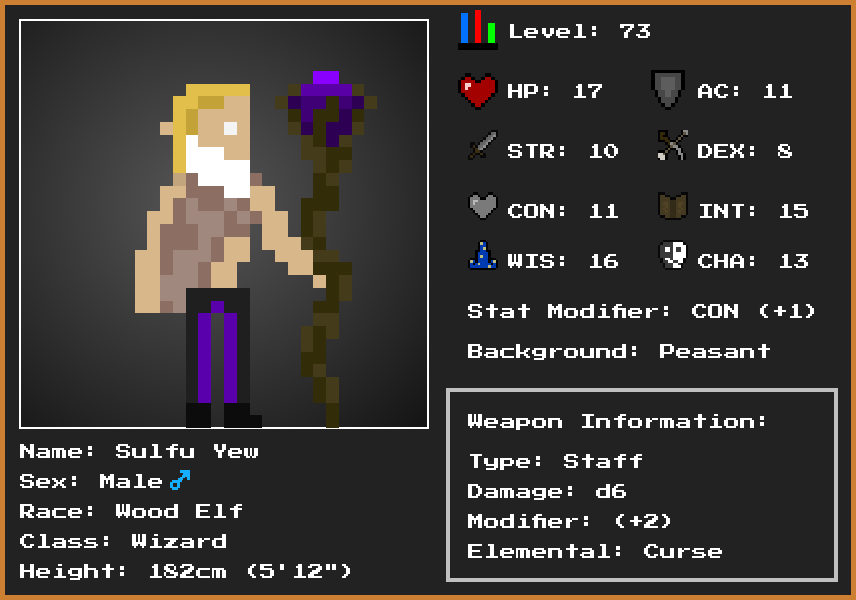 Level: 73
HP: 17
AC: 11
STR: 10
DEX: 8
CON: 11
INT: 15
WIS: 16
CHA: 13
Stat Modifier: CON (+1)
Background: Peasant
Weapon Information:
Type: Staff
Damage: d6
Modifier: (+2)
Elemental: Curse
Name: Sulfu Yew
Sex: Male♂
Race: Wood Elf
Class: Wizard
Height: 182cm (5'12")